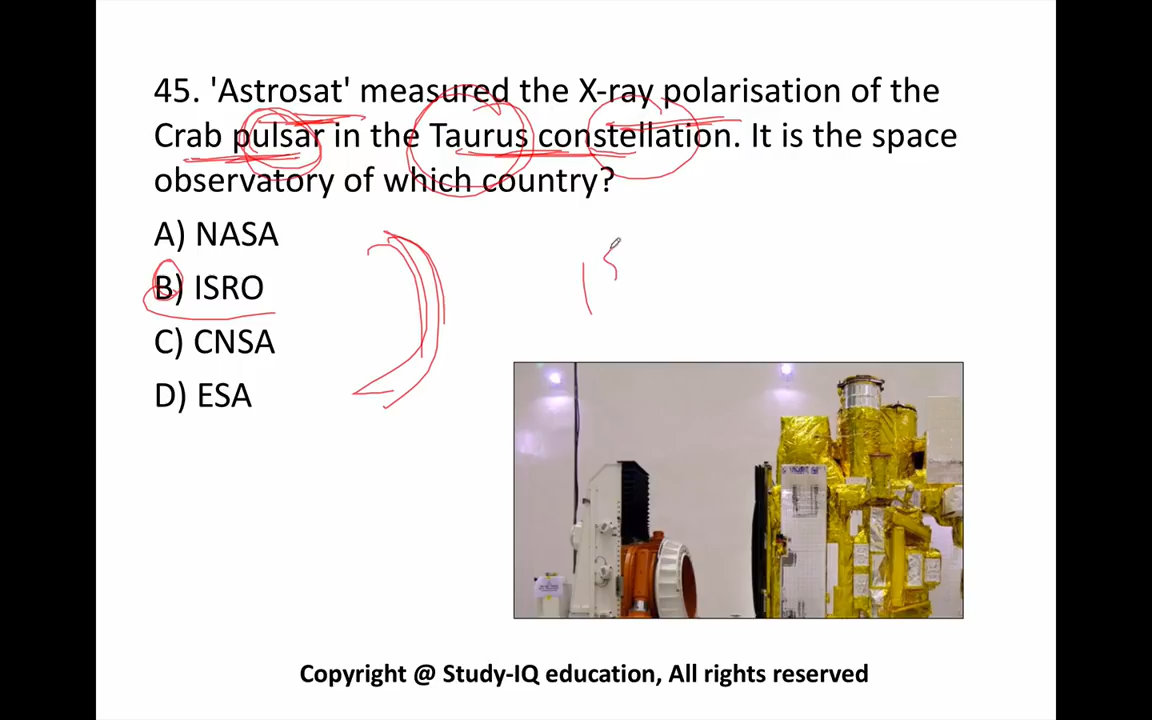 45. 'Astrosat' measured the X-ray polarisation of the
Crab pulsar in the Taurus constellation. It is the space
observatory of which country?
A) NASA
B) ISRO
C) CNSA
D) ESA
Copyright @ Study-IQ education, All rights reserved